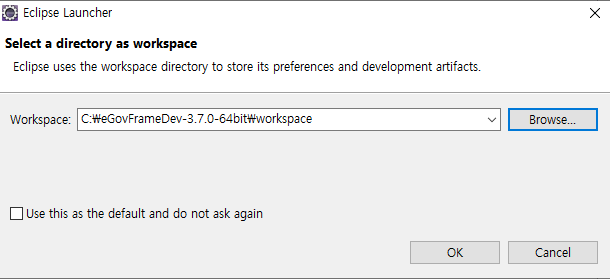 Eclipse Launcher
Select a directory as workspace
Eclipse uses the workspace directory to store its preferences and development artifacts.
Workspace: C:₩eGovFrameDev-3.7.0-64bit₩workspace Browse...
Use this as the default and do not ask again
OK Cancel